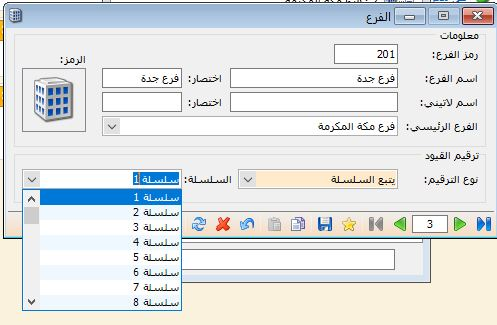 الفرع
معلومات
رمز الفرع: 201
الرمز:
اسم الفرع: فرع جدة اختصار: فرع جدة
اسم لاتيني: اختصار:
الفرع الرئيسي: فرع مكة المكرمة
ترقيم القيود
نوع الترقيم: يتبع السلسلة السلسلة: سلسلة 1
سلسلة 1
سلسلة 2
سلسلة 3
سلسلة 4
سلسلة 5
سلسلة 6
سلسلة 7
سلسلة 8
3